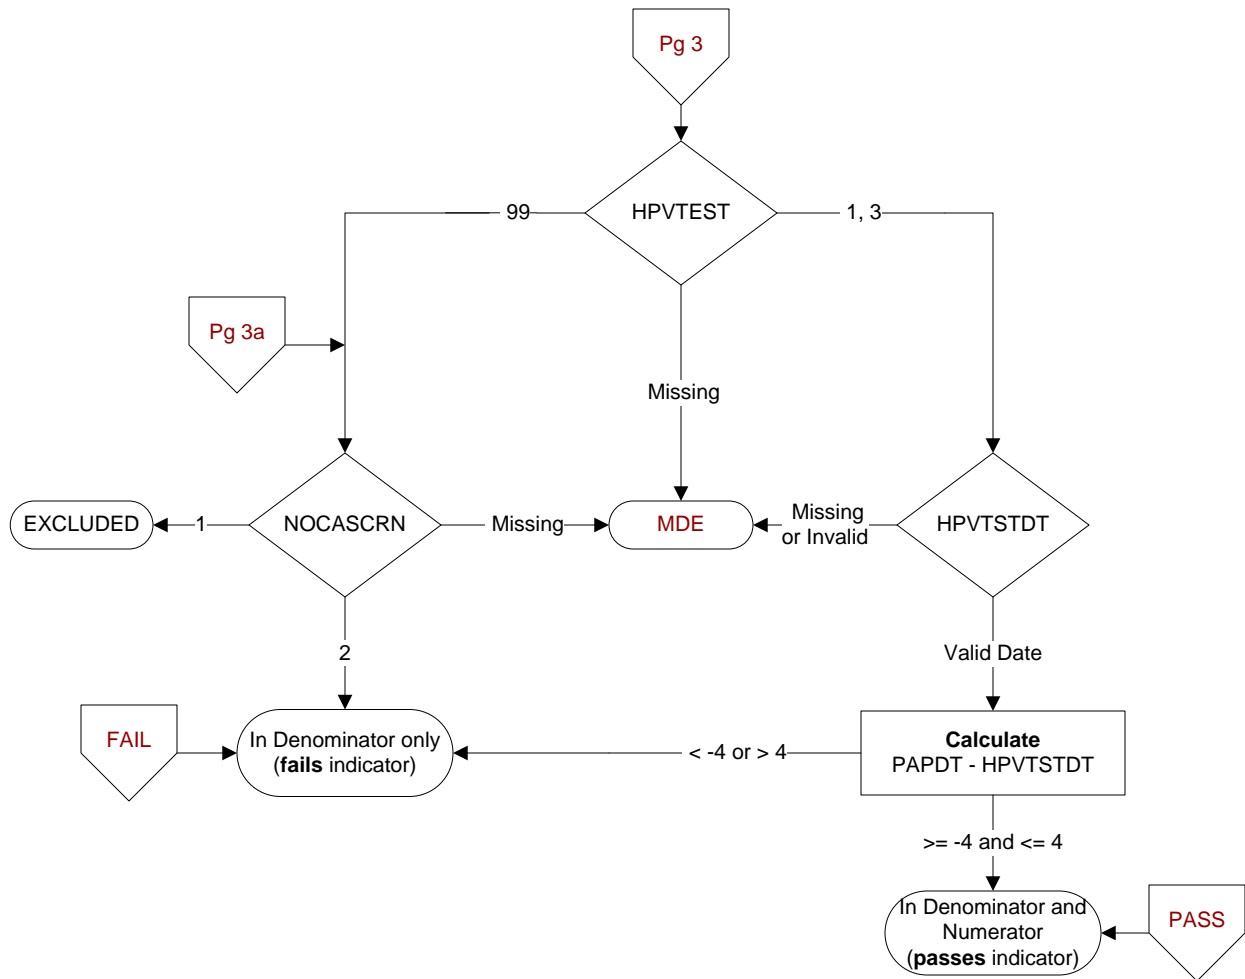 Pg 3
HPVTEST
99
1, 3
Pg 3a
Missing
EXCLUDED
1
NOCASCRN
Missing
MDE
Missing
or Invalid
HPVTSTDT
2
Valid Date
FAIL
In Denominator only
(fails indicator)
< -4 or > 4
Calculate
PAPDT - HPVTSTDT
>= -4 and <= 4
In Denominator and
Numerator
(passes indicator)
PASS